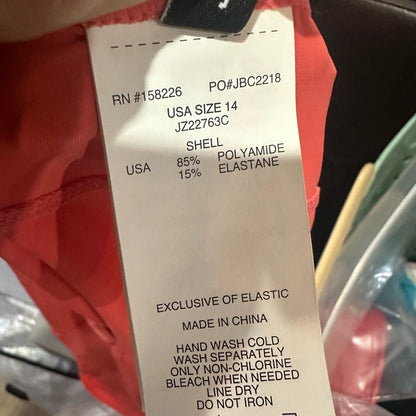 RN #158226 PO#JBC2218
USA SIZE 14
JZ22763C
SHELL
USA 85% POLYAMIDE
15% ELASTANE
EXCLUSIVE OF ELASTIC
MADE IN CHINA
HAND WASH COLD
WASH SEPARATELY
ONLY NON-CHLORINE
BLEACH WHEN NEEDED
LINE DRY
DO NOT IRON